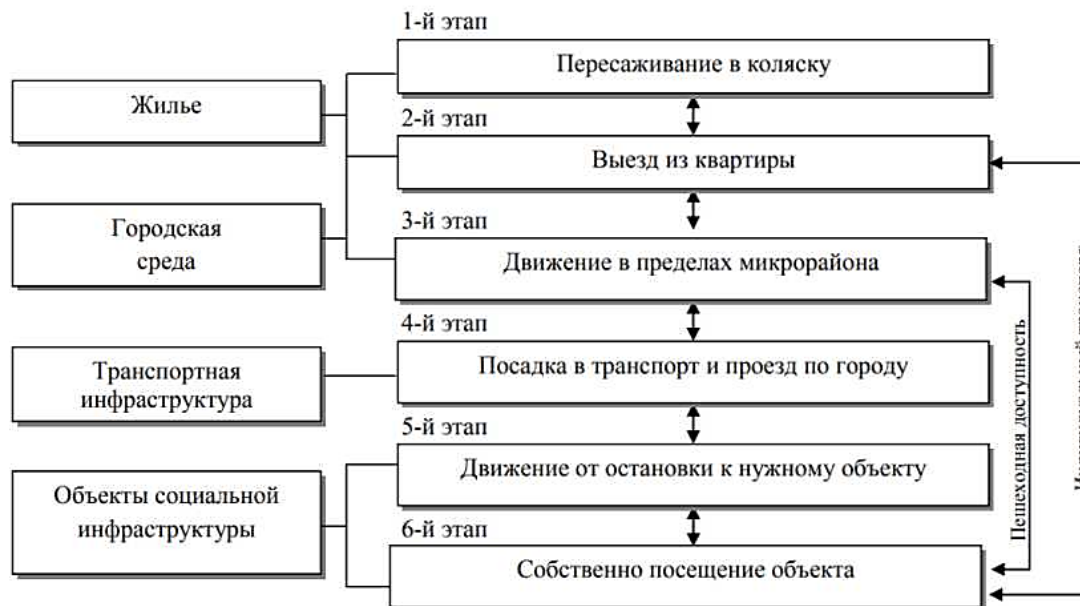 1-й этап
Пересаживание в коляску
Жилье
2-й этап
Выезд из квартиры
Городская
среда
3-й этап
Движение в пределах микрорайона
4-й этап
Транспортная
инфраструктура
Посадка в транспорт и проезд по городу
5-й этап
Движение от остановки к нужному объекту
Объекты социальной
инфраструктуры
6-й этап
Собственно посещение объекта
Пешеходная доступность